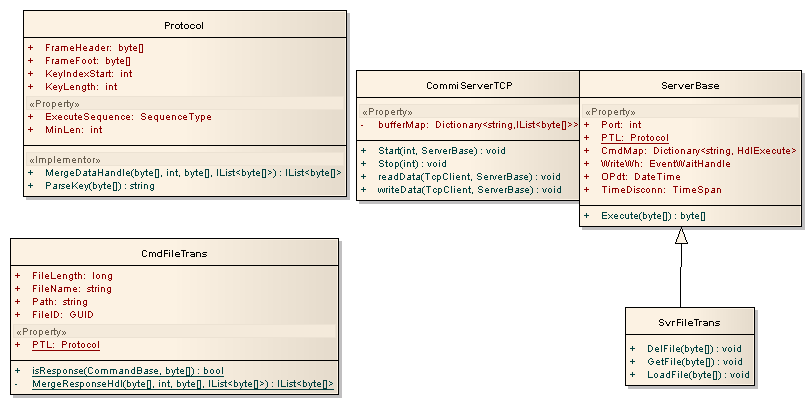 Protocol
+ FrameHeader: byte[]
+ FrameFoot: byte[]
+ KeyIndexStart: int
+ KeyLength: int
«Property»
+ ExecuteSequence: SequenceType
+ MinLen: int
«Implementor»
+ MergeDataHandle(byte[], int, byte[], IList<byte[]>) : IList<byte[]>
+ ParseKey(byte[]) : string
CommiServerTCP
«Property»
- bufferMap: Dictionary<string,IList<byte[]>>
+ Start(int, ServerBase) : void
+ Stop(int) : void
+ readData(TcpClient, ServerBase) : void
+ writeData(TcpClient, ServerBase) : void
ServerBase
«Property»
+ Port: int
+ PTL: Protocol
+ CmdMap: Dictionary<string, HdlExecute>
+ WriteWh: EventWaitHandle
+ OPdt: DateTime
+ TimeDisconn: TimeSpan
+ Execute(byte[]) : byte[]
CmdFileTrans
+ FileLength: long
+ FileName: string
+ Path: string
+ FileID: GUID
«Property»
+ PTL: Protocol
+ isResponse(CommandBase, byte[]) : bool
- MergeResponseHdl(byte[], int, byte[], IList<byte[]>) : IList<byte[]>
SvrFileTrans
+ DelFile(byte[]) : void
+ GetFile(byte[]) : void
+ LoadFile(byte[]) : void